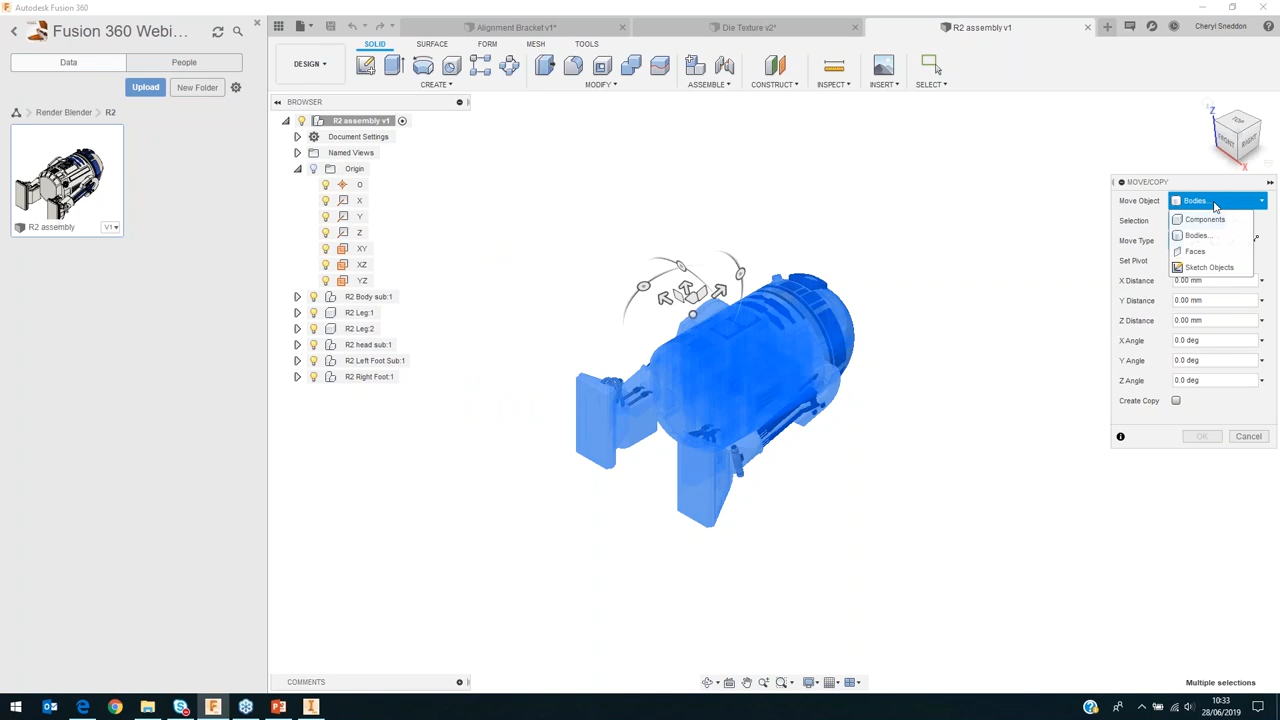 Autodesk Fusion 360
Fusion 360 Webi...
Data
People
Upload
New Folder
Render Blender
R2
R2 assembly
V1
Alignment Bracket v1*
Die Texture v2*
R2 assembly v1
Cheryl Sneddon
SOLID
SURFACE
FORM
MESH
TOOLS
DESIGN
CREATE
MODIFY
ASSEMBLE
CONSTRUCT
INSPECT
INSERT
SELECT
BROWSER
R2 assembly v1
Document Settings
Named Views
Origin
O
X
Y
Z
XY
XZ
YZ
R2 Body sub:1
R2 Leg:1
R2 Leg:2
R2 head sub:1
R2 Left Foot Sub:1
R2 Right Foot:1
Z
TOP
FRONT
RIGHT
X
MOVE/COPY
Move Object
Bodies...
Components
Selection
Bodies...
Move Type
Faces
Set Pivot
Sketch Objects
X Distance
0.00 mm
Y Distance
0.00 mm
Z Distance
0.00 mm
X Angle
0.0 deg
Y Angle
0.0 deg
Z Angle
0.0 deg
Create Copy
OK
Cancel
COMMENTS
Multiple selections
10:33
28/06/2019